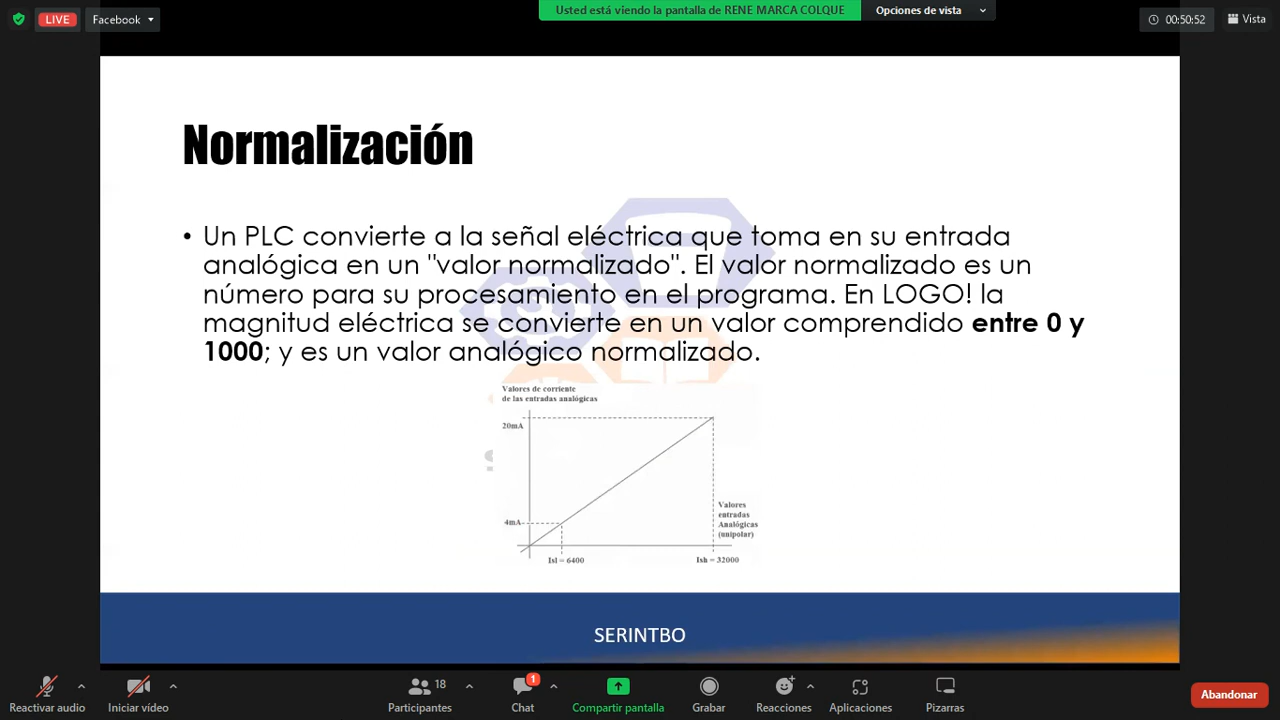 Usted está viendo la pantalla de RENE MARCA COLQUE
Opciones de vista
LIVE
Facebook
00:50:52
Vista
Normalización
• Un PLC convierte a la señal eléctrica que toma en su entrada
analógica en un "valor normalizado". El valor normalizado es un
número para su procesamiento en el programa. En LOGO! la
magnitud eléctrica se convierte en un valor comprendido entre 0 y
1000; y es un valor analógico normalizado.
Valores de corriente
de las entradas analógicas
20mA
4mA
Valores
entradas
Analógicas
(unipolar)
Isl = 6400
Ish = 32000
SERINTBO
Reactivar audio
Iniciar vídeo
18
Participantes
1
Chat
Compartir pantalla
Grabar
Reacciones
Aplicaciones
Pizarras
Abandonar